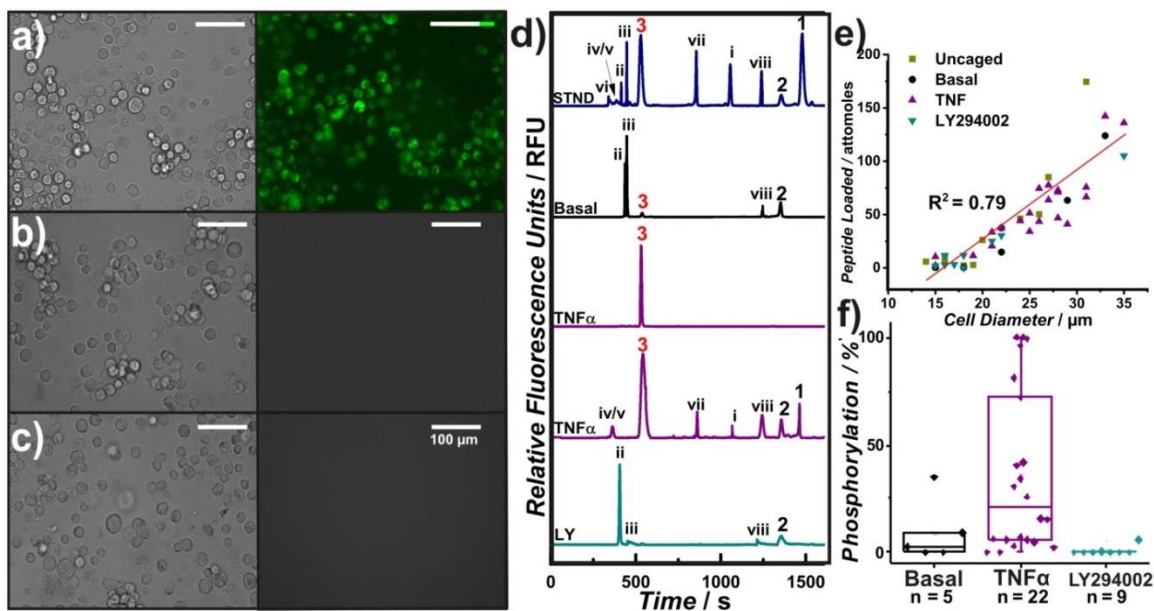 a)
b)
c)
100 µm
d)
Relative Fluorescence Units / RFU
vi
iv/v
ii
iii
3
vii
i
viii
2
1
STND
ii
iii
3
viii
2
Basal
3
TNFα
iv/v
3
vii
i
viii
2
1
TNFα
ii
iii
viii
2
LY
0 500 1000 1500
Time / s
e)
Peptide Loaded / attomoles
200
150
100
50
0
Uncaged
Basal
TNF
LY294002
R² = 0.79
10 15 20 25 30 35
Cell Diameter / µm
f)
Phosphorylation / %'
100
50
0
Basal TNFα LY294002
n = 5 n = 22 n = 9